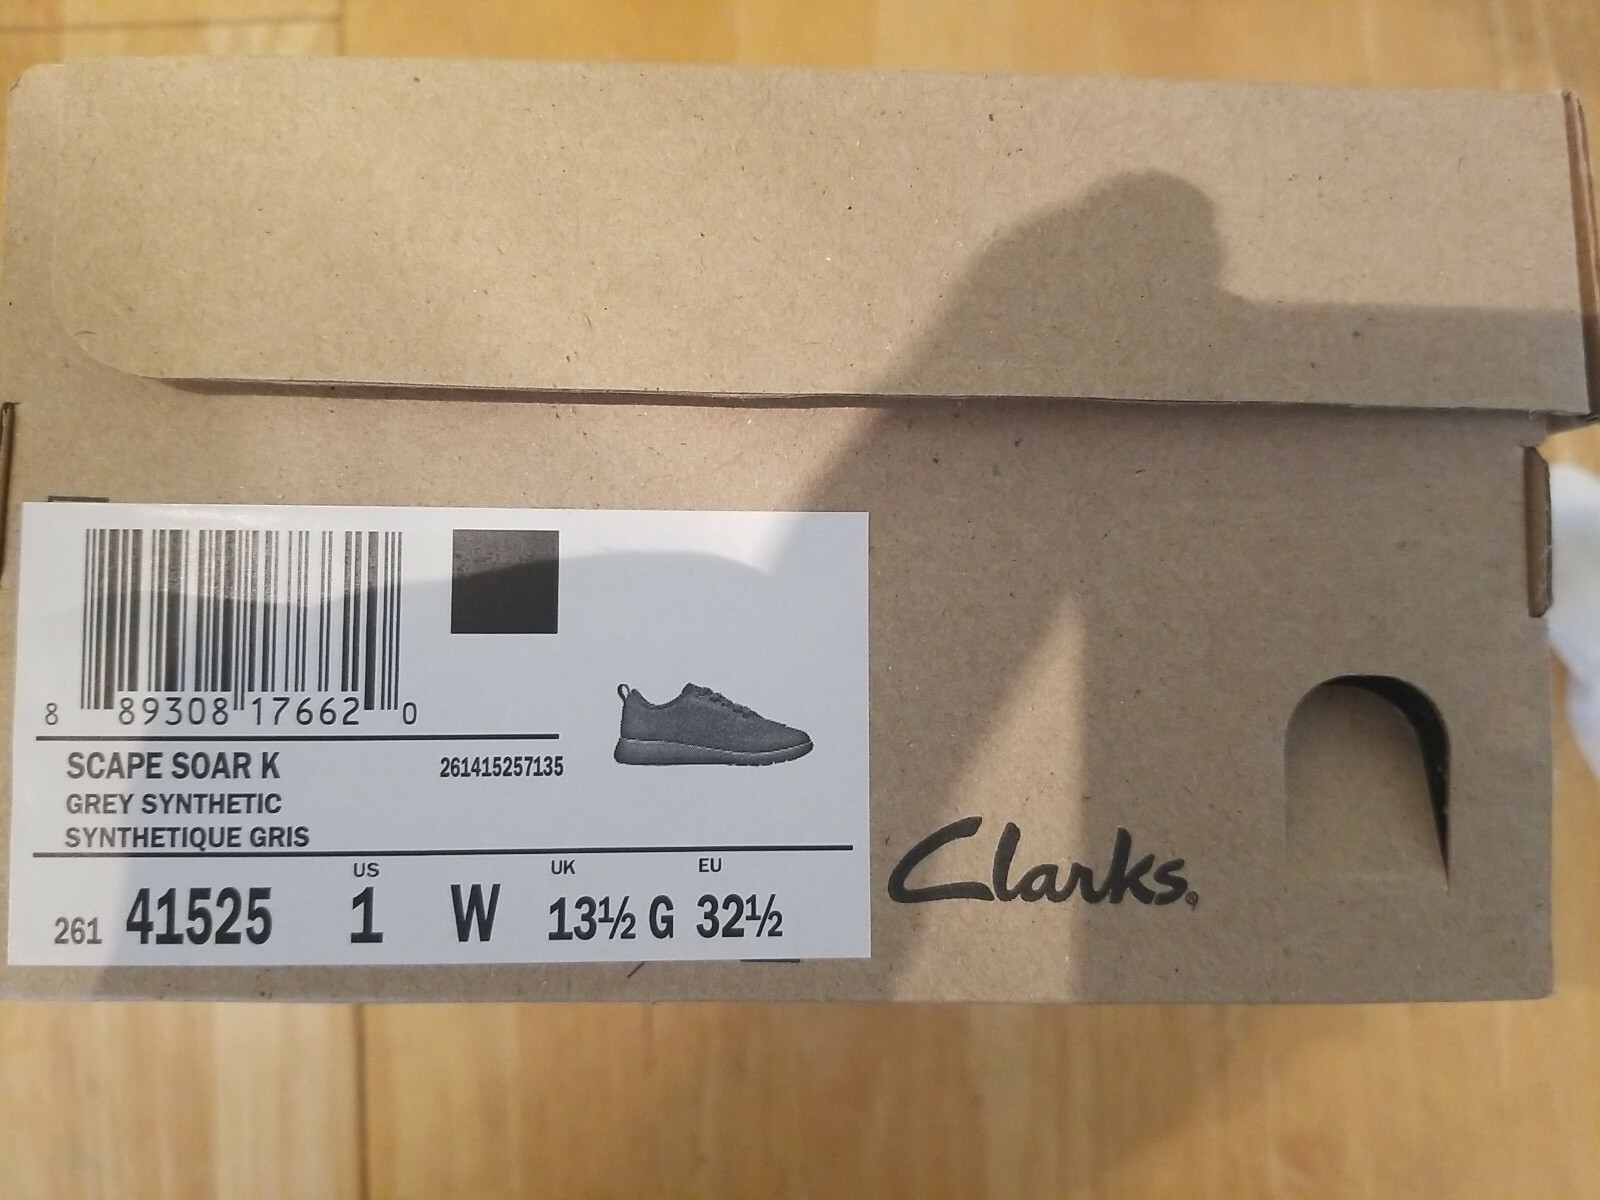 8 89308 17662 0
SCAPE SOAR K 261415257135
GREY SYNTHETIC
SYNTHETIQUE GRIS
US UK EU
261 41525 1 W 13½ G 32½
Clarks®